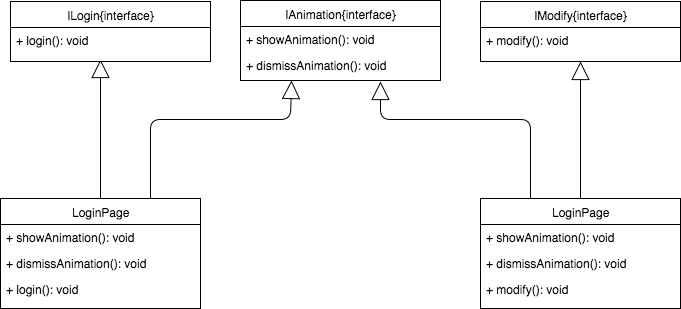 ILogin{interface}
+ login(): void
IAnimation{interface}
+ showAnimation(): void
+ dismissAnimation(): void
IModify{interface}
+ modify(): void
LoginPage
+ showAnimation(): void
+ dismissAnimation(): void
+ login(): void
LoginPage
+ showAnimation(): void
+ dismissAnimation(): void
+ modify(): void